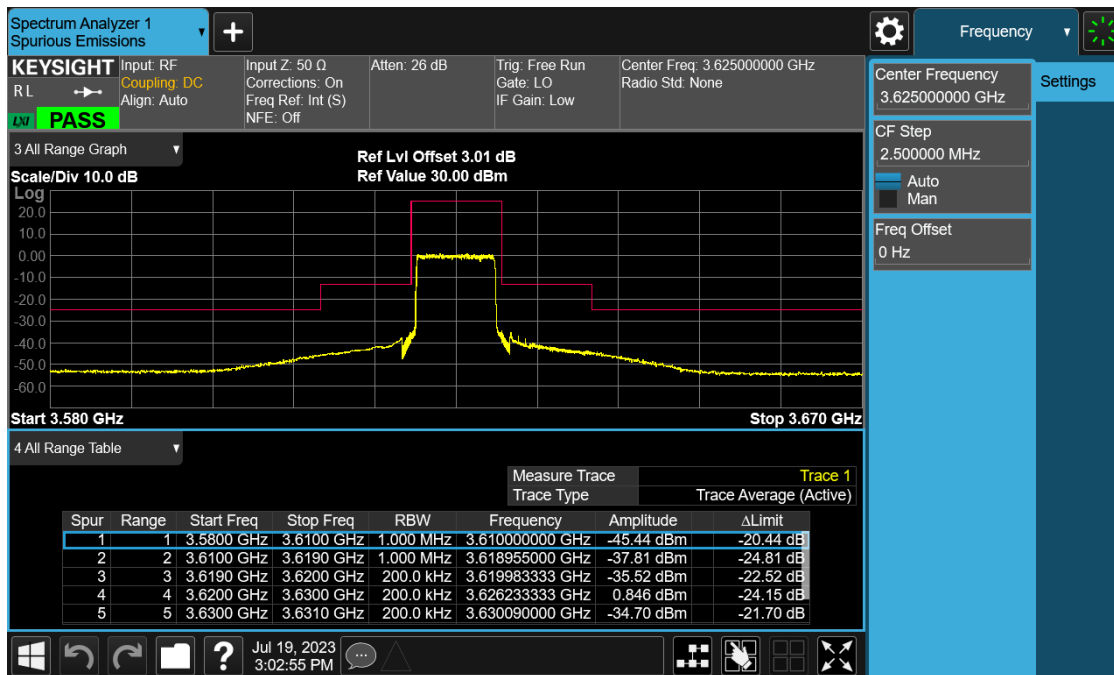 Spectrum Analyzer 1
Spurious Emissions
+
Frequency
KEYSIGHT
R L
LXI PASS
Input: RF
Coupling: DC
Align: Auto
Input Z: 50 Ω
Corrections: On
Freq Ref: Int (S)
NFE: Off
Atten: 26 dB
Trig: Free Run
Gate: LO
IF Gain: Low
Center Freq: 3.625000000 GHz
Radio Std: None
Center Frequency
3.625000000 GHz
Settings
CF Step
2.500000 MHz
Auto
Man
Freq Offset
0 Hz
3 All Range Graph
Scale/Div 10.0 dB
Ref Lvl Offset 3.01 dB
Ref Value 30.00 dBm
Log
20.0
10.0
0.00
-10.0
-20.0
-30.0
-40.0
-50.0
-60.0
Start 3.580 GHz
Stop 3.670 GHz
4 All Range Table
Measure Trace Trace 1
Trace Type Trace Average (Active)
Spur Range Start Freq Stop Freq RBW Frequency Amplitude ΔLimit
1 1 3.5800 GHz 3.6100 GHz 1.000 MHz 3.610000000 GHz -45.44 dBm -20.44 dB
2 2 3.6100 GHz 3.6190 GHz 1.000 MHz 3.618955000 GHz -37.81 dBm -24.81 dB
3 3 3.6190 GHz 3.6200 GHz 200.0 kHz 3.619983333 GHz -35.52 dBm -22.52 dB
4 4 3.6200 GHz 3.6300 GHz 200.0 kHz 3.626233333 GHz 0.846 dBm -24.15 dB
5 5 3.6300 GHz 3.6310 GHz 200.0 kHz 3.630090000 GHz -34.70 dBm -21.70 dB
?
Jul 19, 2023
3:02:55 PM